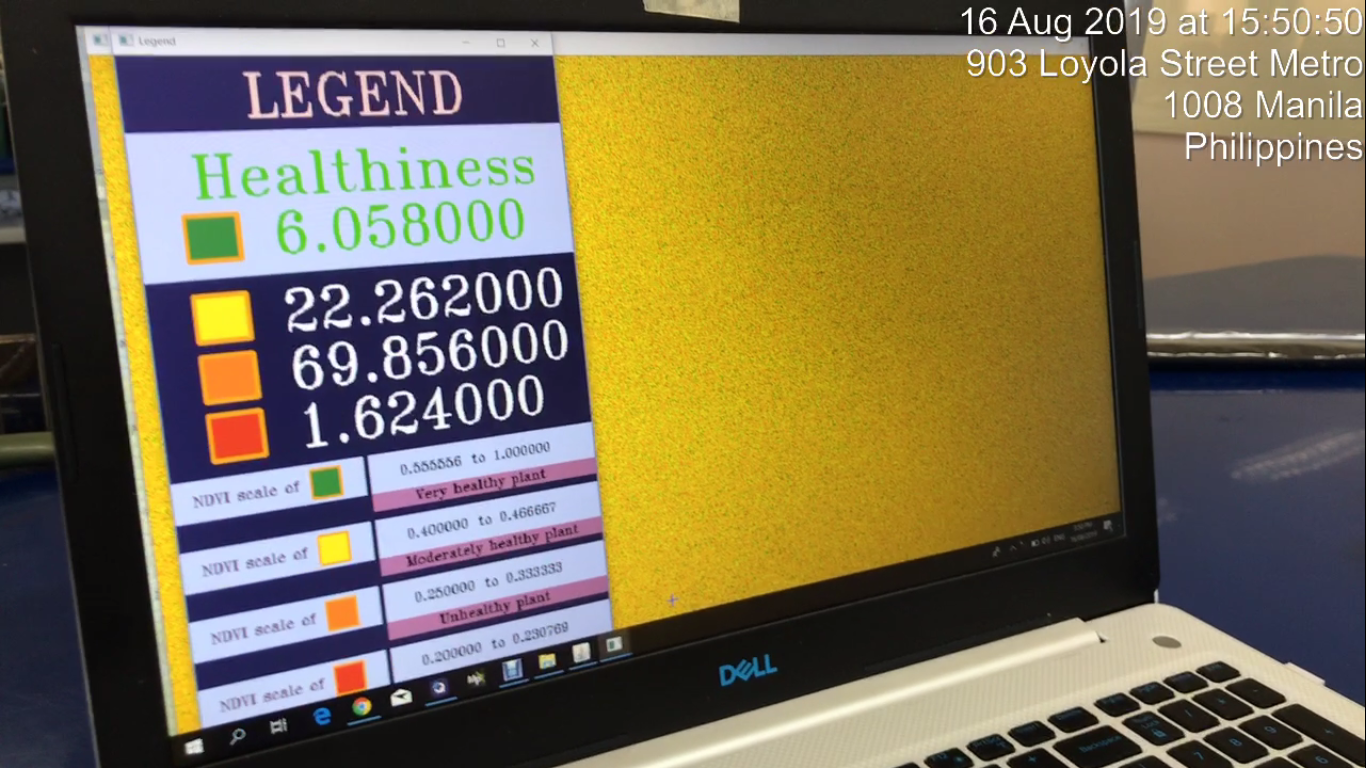 16 Aug 2019 at 15:50:50
903 Loyola Street Metro
1008 Manila
Philippines
Legend
LEGEND
Healthiness
6.058000
22.262000
69.856000
1.624000
NDVI scale of
0.555556 to 1.000000
Very healthy plant
NDVI scale of
0.400000 to 0.466667
Moderately healthy plant
NDVI scale of
0.250000 to 0.333333
Unhealthy plant
NDVI scale of
0.200000 to 0.230769
DELL
Backspace